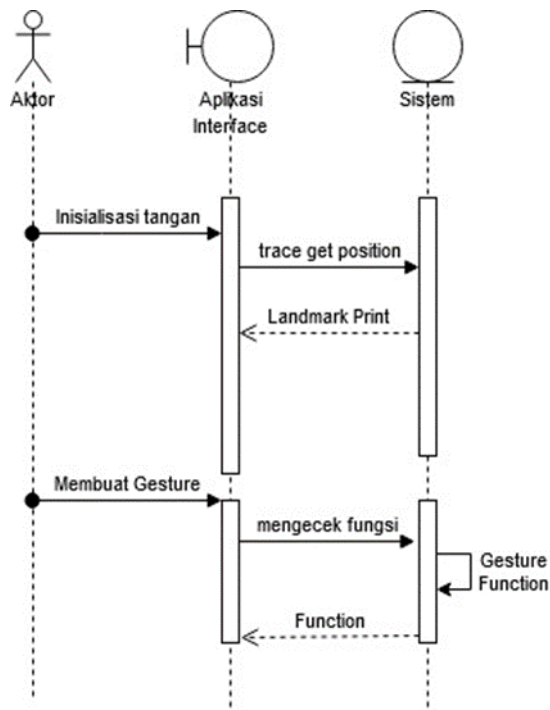 Aktor
Aplikasi
Interface
Sistem
Inisialisasi tangan
trace get position
Landmark Print
Membuat Gesture
mengecek fungsi
Gesture
Function
Function